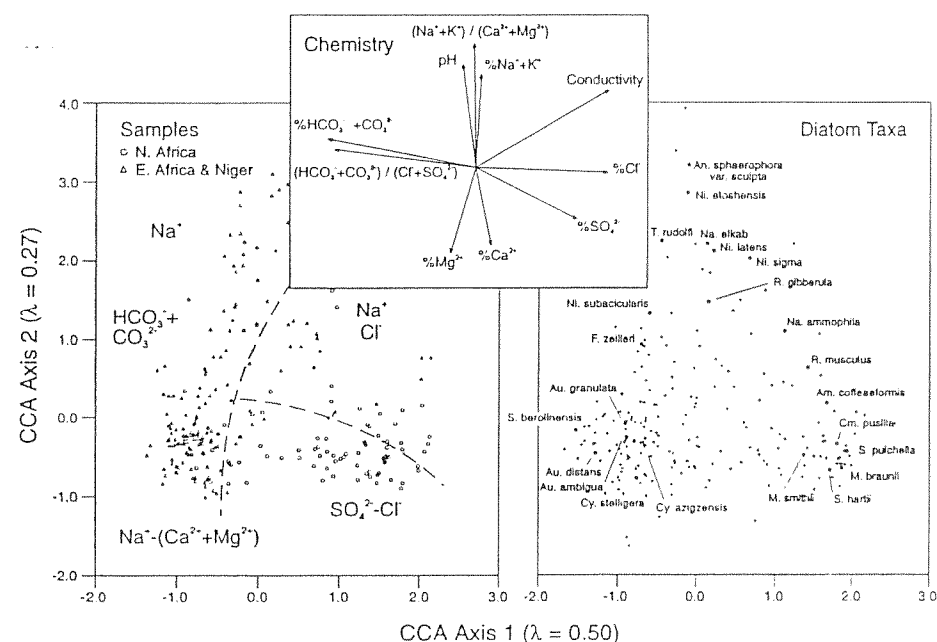 Chemistry
(Na⁺+K⁺) / (Ca²⁺+Mg²⁺)
pH
%Na⁺+K⁺
Conductivity
%HCO₃⁻ +CO₃²⁻
(HCO₃⁻+CO₃²⁻) / (Cl⁻+SO₄²⁻)
%Cl⁻
%SO₄²⁻
%Mg²⁺
%Ca²⁺
CCA Axis 2 (λ = 0.27)
4.0
3.0
2.0
1.0
0.0
-1.0
-2.0
Samples
N. Africa
E. Africa & Niger
Na⁺
HCO₃⁻+
CO₃²⁻
Na⁺
Cl⁻
SO₄²⁻-Cl⁻
Na⁺-(Ca²⁺+Mg²⁺)
-2.0 -1.0 0.0 1.0 2.0 3.0
Diatom Taxa
An. sphaerophora
var. sculpta
Ni. eloshensis
T. rudolfi
Na. elkab
Ni. latens
Ni. sigma
R. gibberula
Ni. subacicularis
Na. ammophila
F. zeilleri
R. musculus
Au. granulata
Am. coffeaeformis
S. berolinensis
Cm. pusilla
S. pulchella
Au. distans
Au. ambigua
M. braunii
M. smithii
S. hartii
Cy. stelligera
Cy. azigzensis
-2.0 -1.0 0.0 1.0 2.0 3.0
CCA Axis 1 (λ = 0.50)